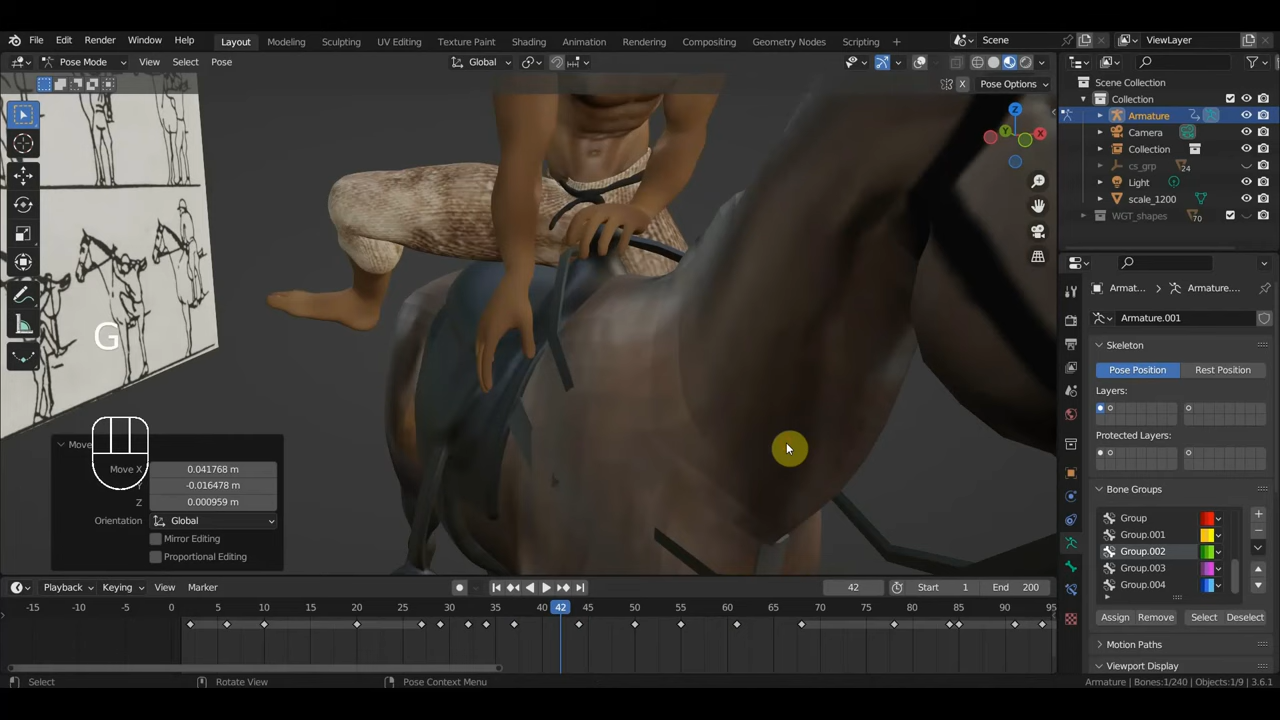 File Edit Render Window Help Layout Modeling Sculpting UV Editing Texture Paint Shading Animation Rendering Compositing Geometry Nodes Scripting + Scene ViewLayer
Pose Mode View Select Pose Global
X Pose Options
Scene Collection
Collection
Armature
Camera
Collection
cs_grp 24
Light
scale_1200
WGT_shapes 70
Z
Y
X
G
Move
Move X 0.041768 m
-0.016478 m
Z 0.000959 m
Orientation Global
Mirror Editing
Proportional Editing
Armat... > Armature....
Armature.001
Skeleton
Pose Position Rest Position
Layers:
Protected Layers:
Bone Groups
Group
Group.001
Group.002
Group.003
Group.004
Assign Remove Select Deselect
Motion Paths
Viewport Display
Playback Keying View Marker 42 Start 1 End 200
-15 -10 -5 0 5 10 15 20 25 30 35 40 42 45 50 55 60 65 70 75 80 85 90 95
Select Rotate View Pose Context Menu Armature | Bones:1/240 | Objects:1/9 | 3.6.1